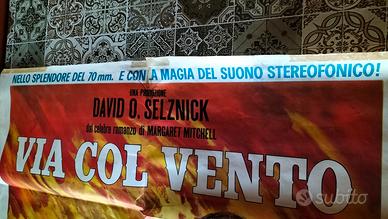 NELLO SPLENDORE DEL 70 mm. E CON LA MAGIA DEL SUONO STEREOFONICO!
UNA PRODUZIONE
DAVID O. SELZNICK
dal celebre romanzo di MARGARET MITCHELL
VIA COL VENTO
subito